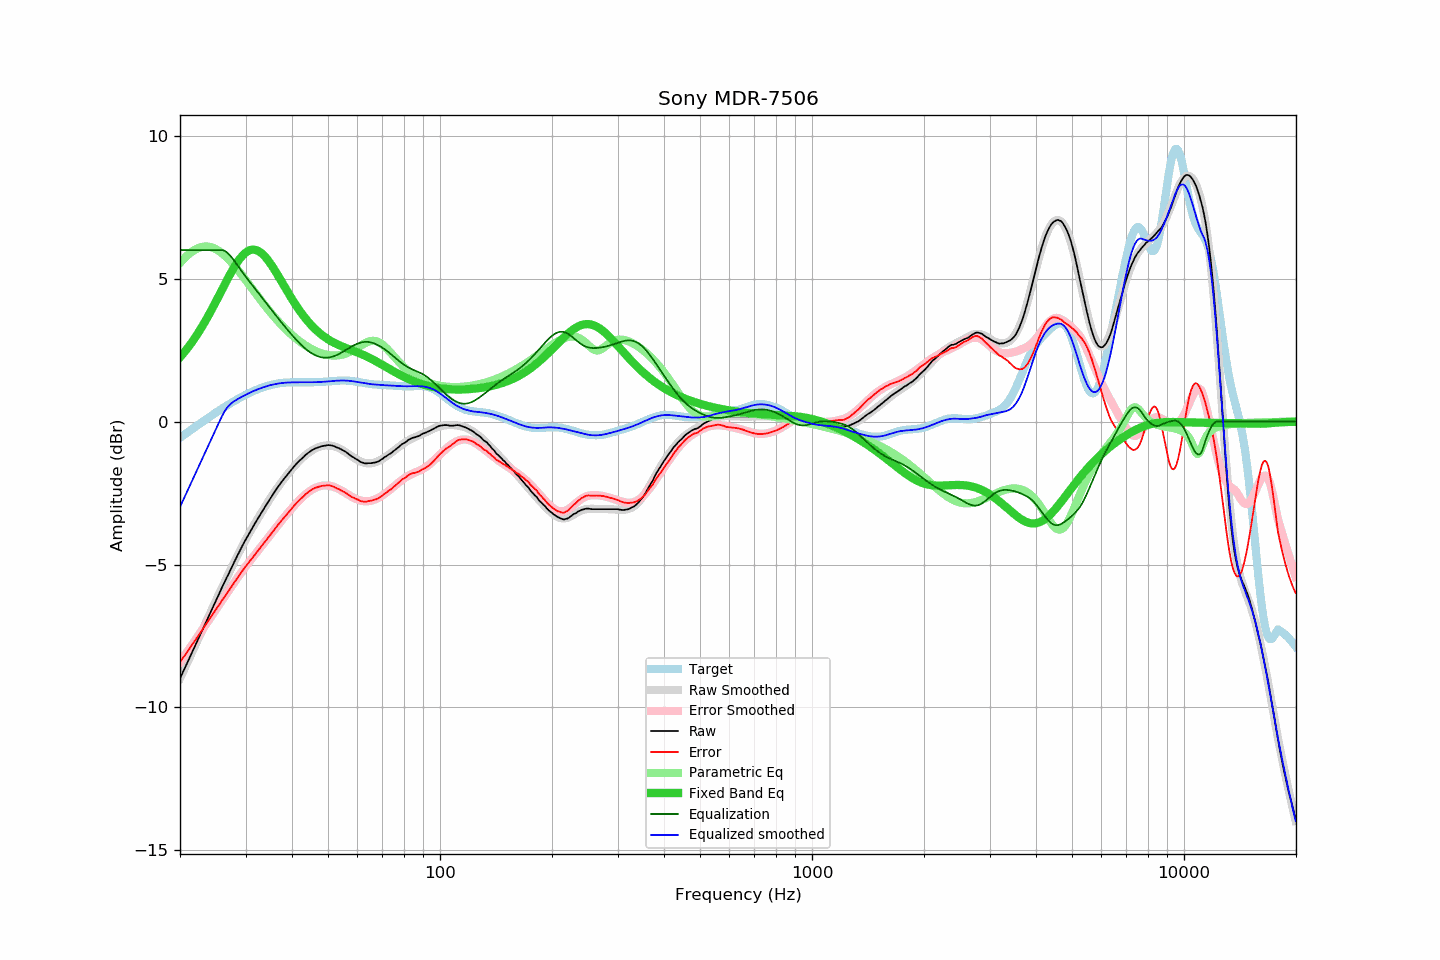 Sony MDR-7506
10
5
0
−5
−10
−15
Amplitude (dBr)
100
1000
10000
Frequency (Hz)
Target
Raw Smoothed
Error Smoothed
Raw
Error
Parametric Eq
Fixed Band Eq
Equalization
Equalized smoothed